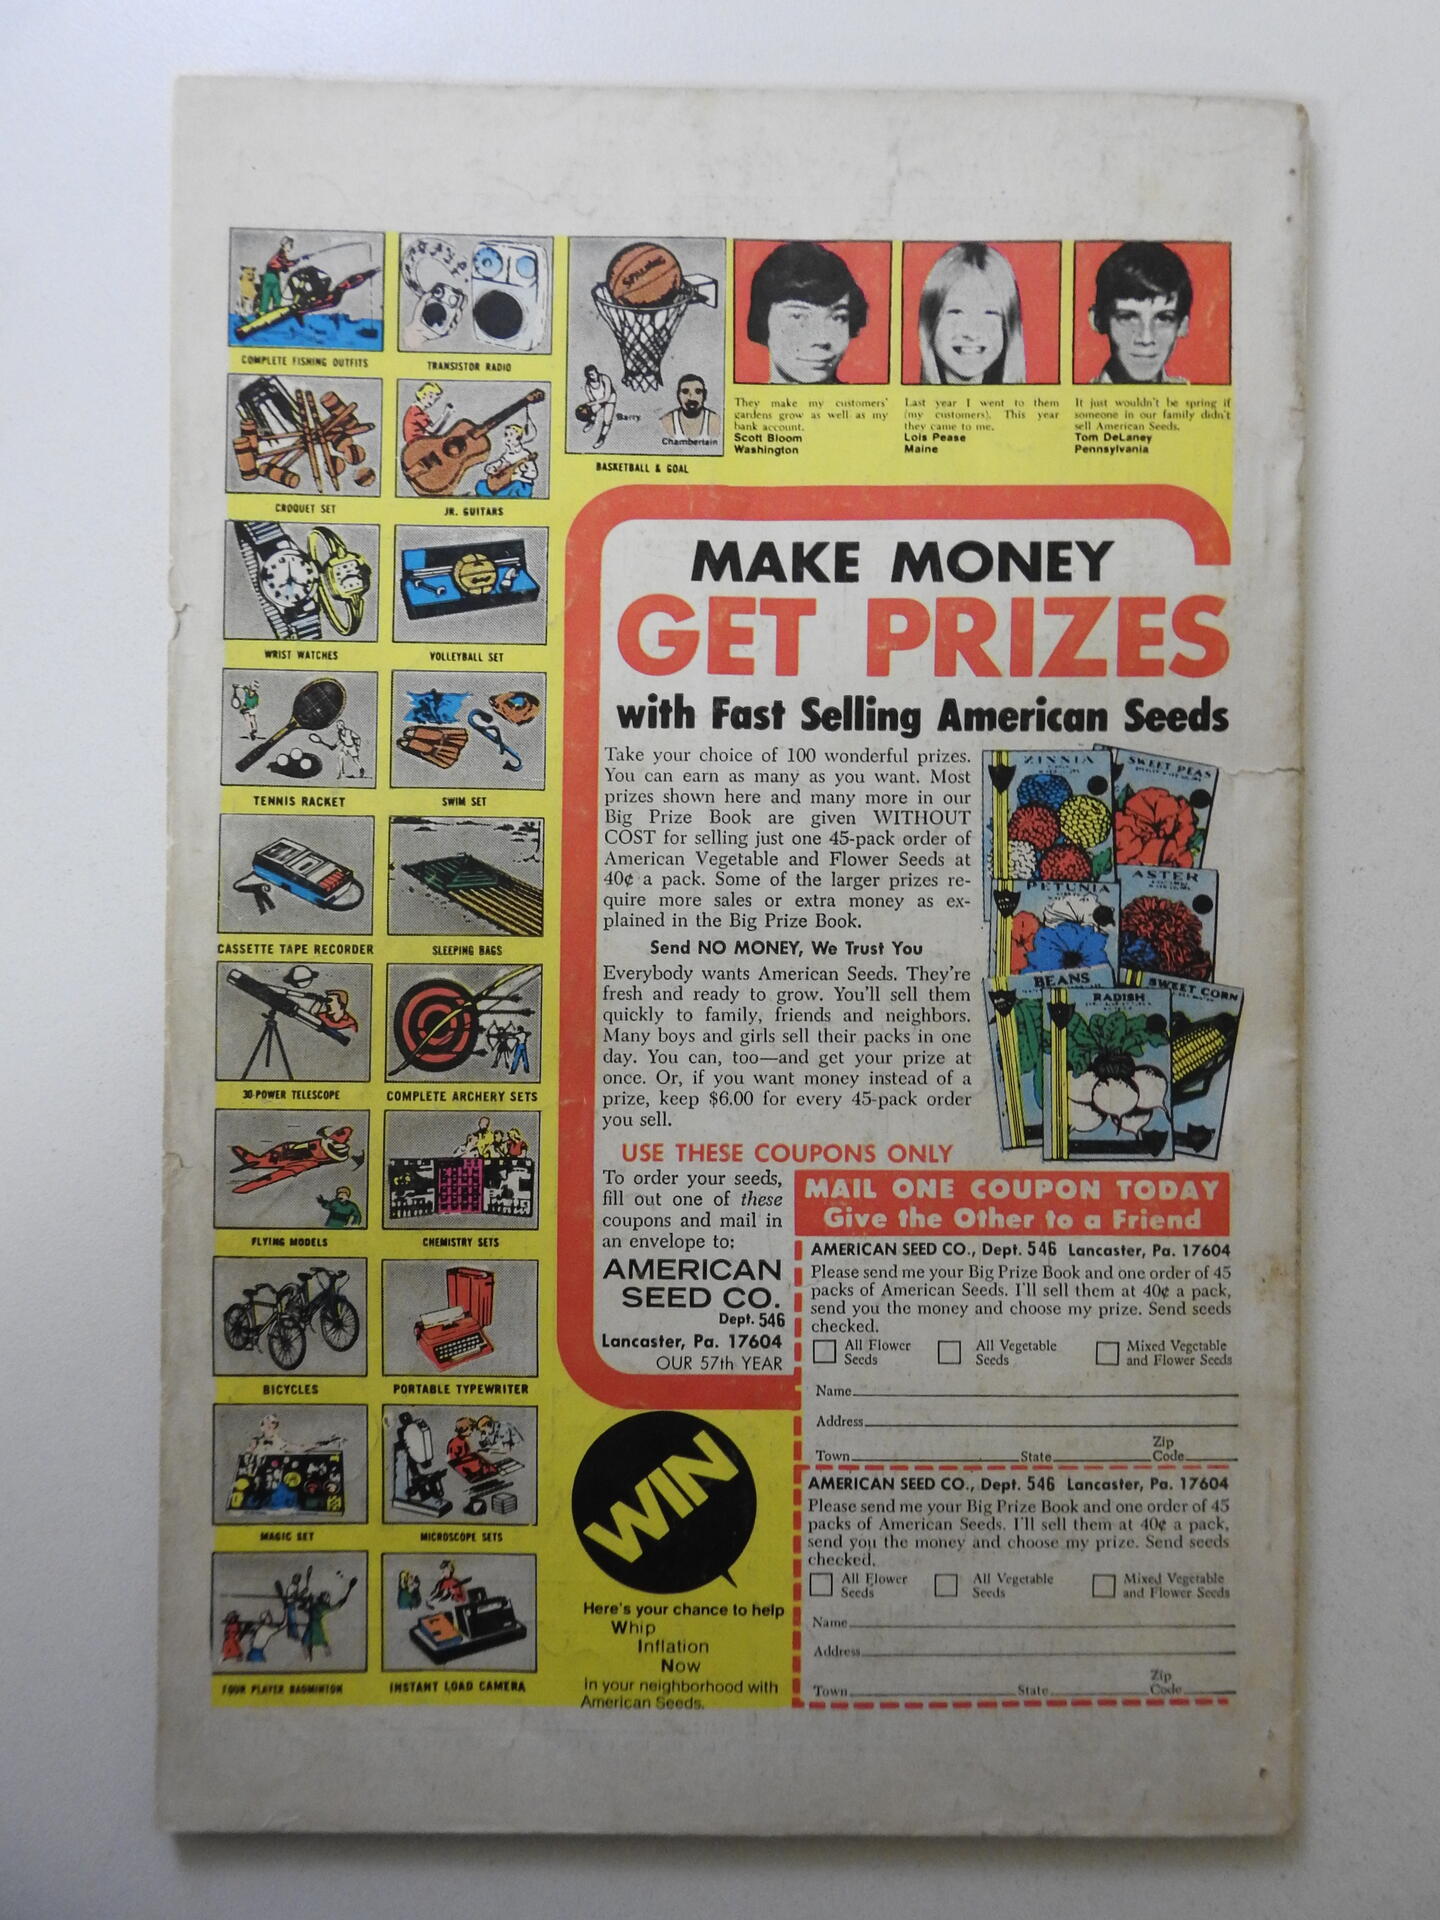 COMPLETE FISHING OUTFITS
TRANSISTOR RADIO
CROQUET SET
JR. GUITARS
WRIST WATCHES
VOLLEYBALL SET
TENNIS RACKET
SWIM SET
CASSETTE TAPE RECORDER
SLEEPING BAGS
30-POWER TELESCOPE
COMPLETE ARCHERY SETS
FLYING MODELS
CHEMISTRY SETS
BICYCLES
PORTABLE TYPEWRITER
MAGIC SET
MICROSCOPE SETS
FOUR PLAYER BADMINTON
INSTANT LOAD CAMERA
SPALDING
Barry
Chamberlain
BASKETBALL & GOAL
They make my customers'
gardens grow as well as my
bank account.
Scott Bloom
Washington
Last year I went to them
(my customers). This year
they came to me.
Lois Pease
Maine
It just wouldn't be spring if
someone in our family didn't
sell American Seeds.
Tom DeLaney
Pennsylvania
MAKE MONEY
GET PRIZES
with Fast Selling American Seeds
Take your choice of 100 wonderful prizes.
You can earn as many as you want. Most
prizes shown here and many more in our
Big Prize Book are given WITHOUT
COST for selling just one 45-pack order of
American Vegetable and Flower Seeds at
40¢ a pack. Some of the larger prizes re-
quire more sales or extra money as ex-
plained in the Big Prize Book.
Send NO MONEY, We Trust You
Everybody wants American Seeds. They're
fresh and ready to grow. You'll sell them
quickly to family, friends and neighbors.
Many boys and girls sell their packs in one
day. You can, too—and get your prize at
once. Or, if you want money instead of a
prize, keep $6.00 for every 45-pack order
you sell.
ZINNIA
SWEET PEAS
PETUNIA
ASTER
BEANS
RADISH
SWEET CORN
USE THESE COUPONS ONLY
To order your seeds,
fill out one of these
coupons and mail in
an envelope to:
AMERICAN
SEED CO.
Dept. 546
Lancaster, Pa. 17604
OUR 57th YEAR
MAIL ONE COUPON TODAY
Give the Other to a Friend
AMERICAN SEED CO., Dept. 546 Lancaster, Pa. 17604
Please send me your Big Prize Book and one order of 45
packs of American Seeds. I'll sell them at 40¢ a pack,
send you the money and choose my prize. Send seeds
checked.
All Flower Seeds
All Vegetable Seeds
Mixed Vegetable and Flower Seeds
Name
Address
Town State Zip Code
AMERICAN SEED CO., Dept. 546 Lancaster, Pa. 17604
Please send me your Big Prize Book and one order of 45
packs of American Seeds. I'll sell them at 40¢ a pack,
send you the money and choose my prize. Send seeds
checked.
All Flower Seeds
All Vegetable Seeds
Mixed Vegetable and Flower Seeds
Name
Address
Town State Zip Code
WIN
Here's your chance to help
Whip
Inflation
Now
in your neighborhood with
American Seeds.